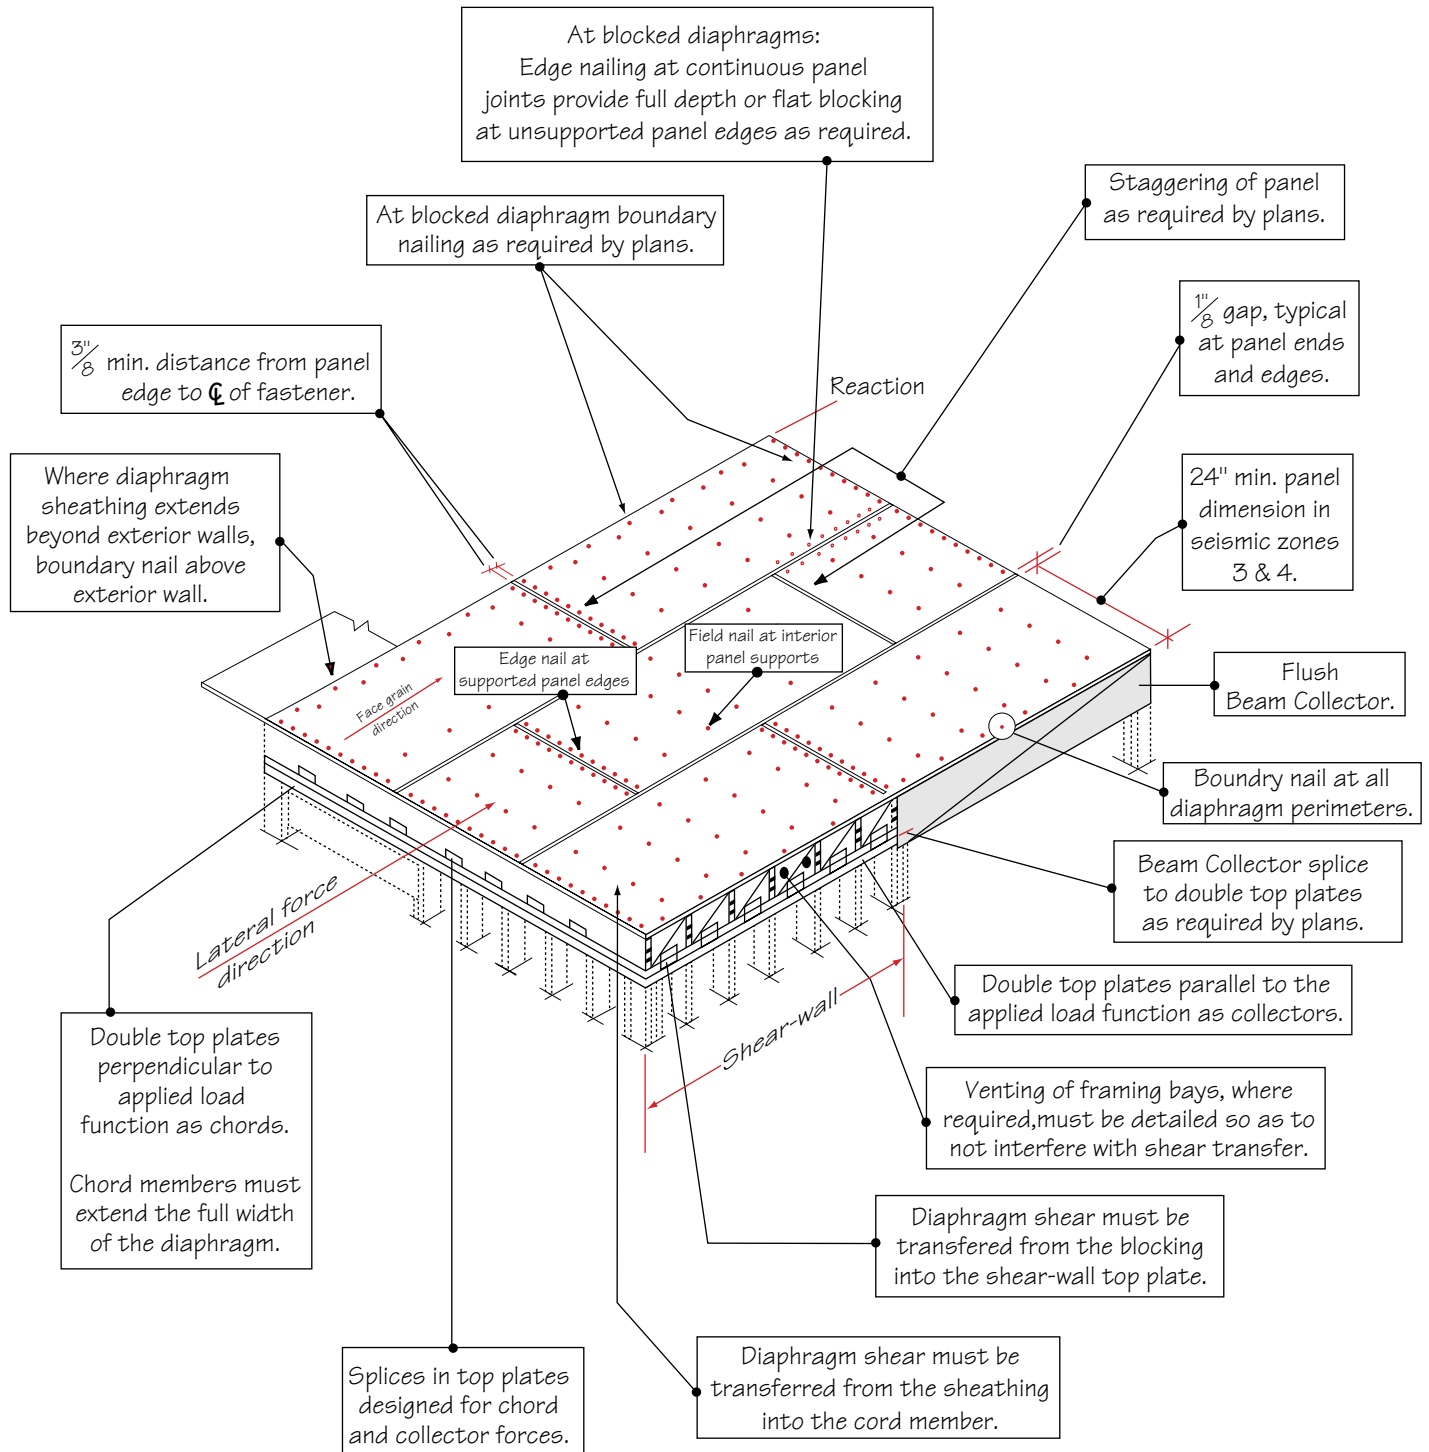 At blocked diaphragms:
Edge nailing at continuous panel
joints provide full depth or flat blocking
at unsupported panel edges as required.
At blocked diaphragm boundary
nailing as required by plans.
Staggering of panel
as required by plans.
3"/8 min. distance from panel
edge to ℄ of fastener.
1"/8 gap, typical
at panel ends
and edges.
Reaction
Where diaphragm
sheathing extends
beyond exterior walls,
boundary nail above
exterior wall.
24" min. panel
dimension in
seismic zones
3 & 4.
Field nail at interior
panel supports
Edge nail at
supported panel edges
Face grain
direction
Flush
Beam Collector.
Boundry nail at all
diaphragm perimeters.
Beam Collector splice
to double top plates
as required by plans.
Lateral force
direction
Double top plates parallel to the
applied load function as collectors.
Shear-wall
Double top plates
perpendicular to
applied load
function as chords.
Chord members must
extend the full width
of the diaphragm.
Venting of framing bays, where
required,must be detailed so as to
not interfere with shear transfer.
Diaphragm shear must be
transfered from the blocking
into the shear-wall top plate.
Diaphragm shear must be
transferred from the sheathing
into the cord member.
Splices in top plates
designed for chord
and collector forces.